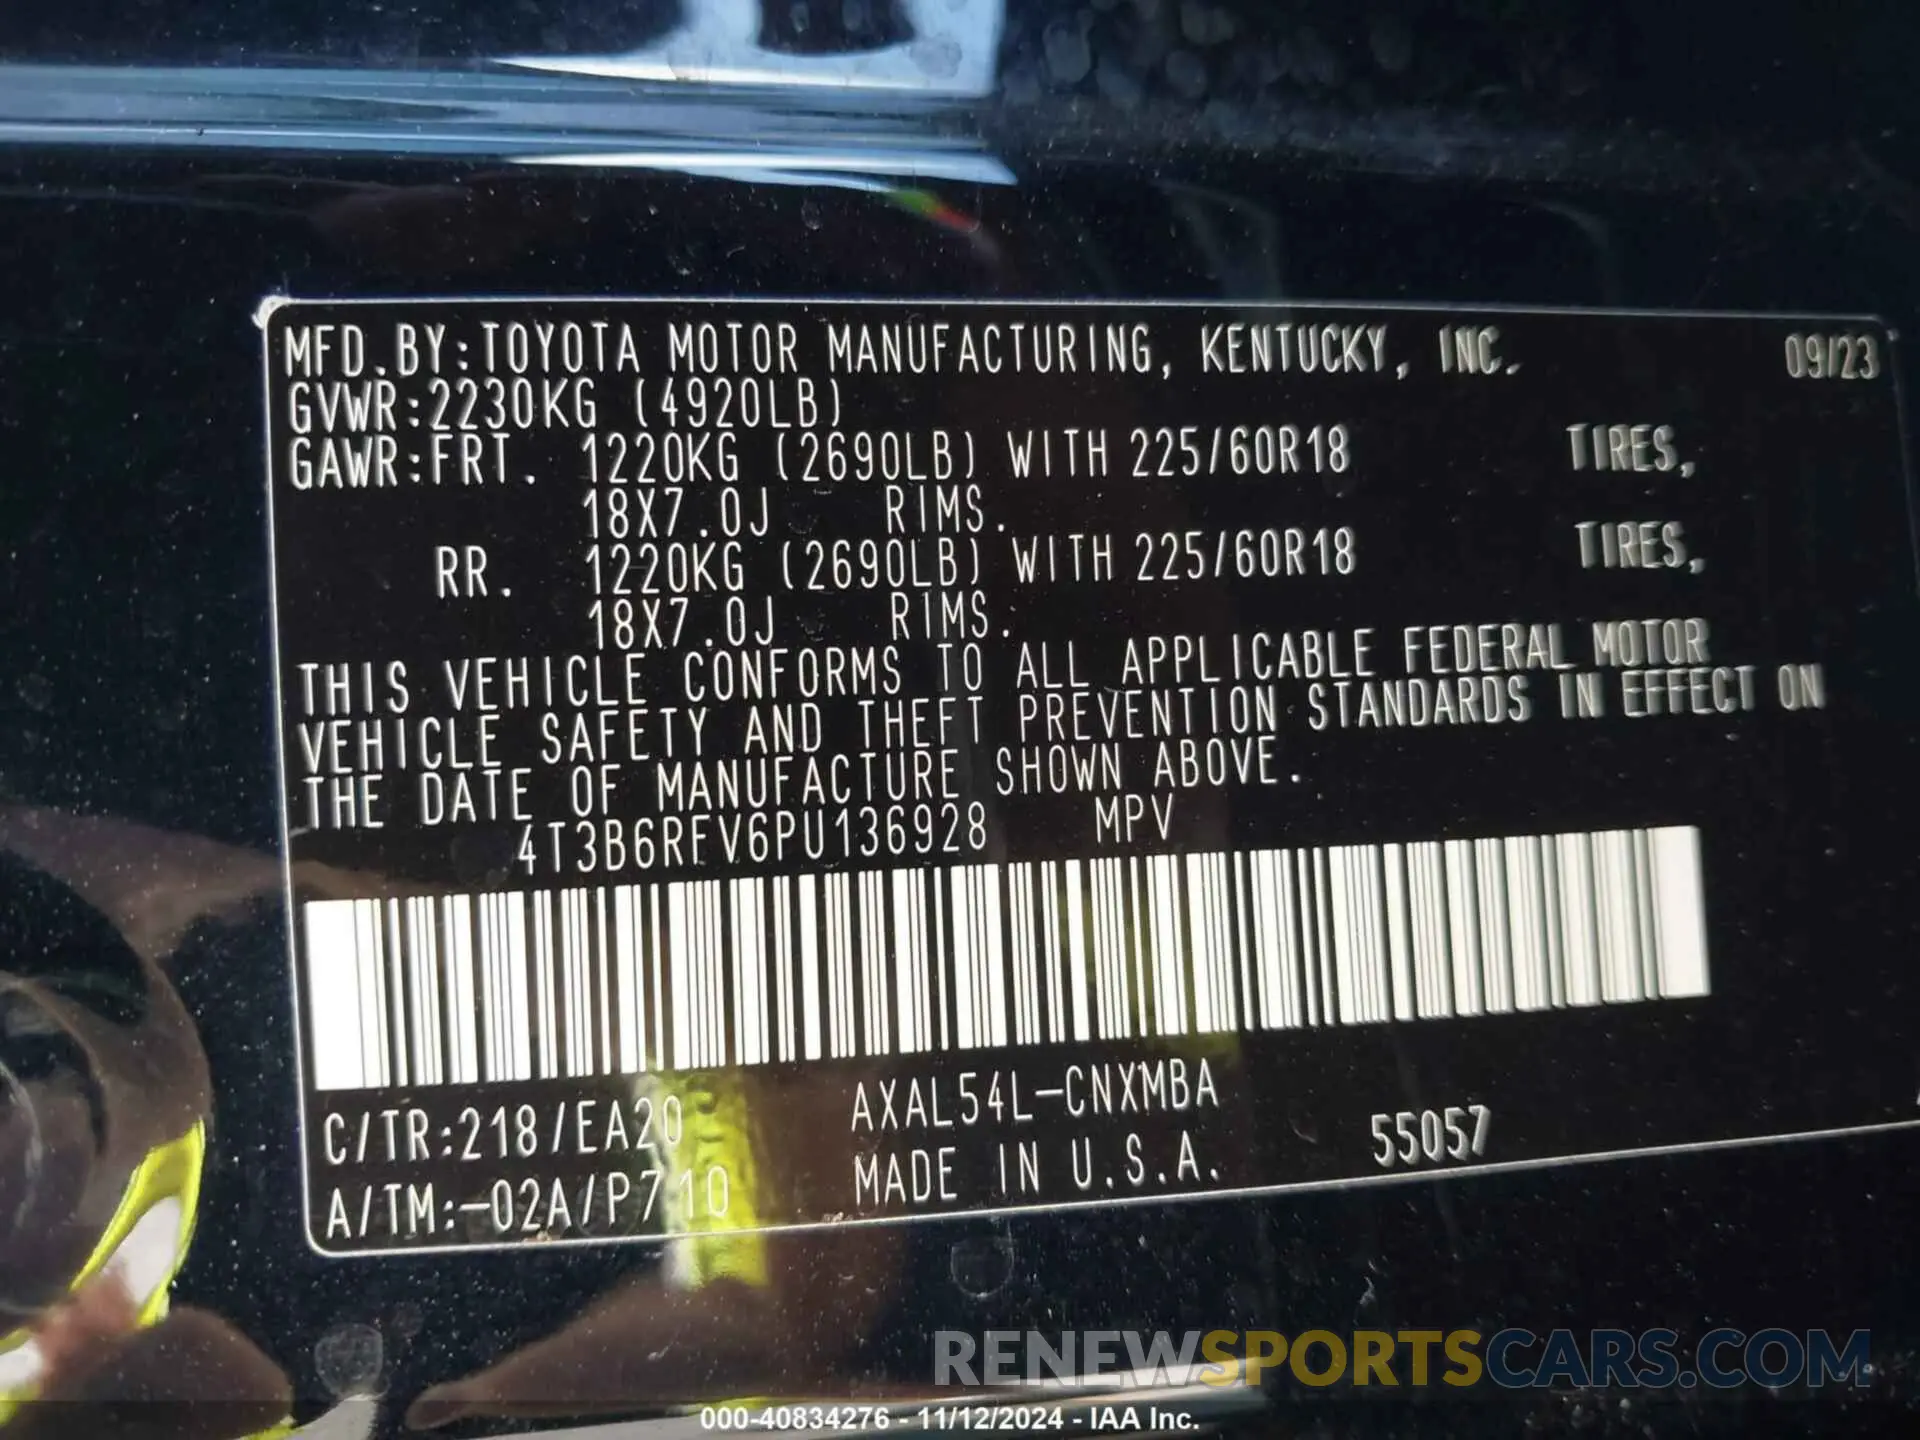 MFD.BY:TOYOTA MOTOR MANUFACTURING, KENTUCKY, INC. 09/23
GVWR:2230KG (4920LB)
GAWR:FRT. 1220KG (2690LB) WITH 225/60R18 TIRES,
18X7.0J RIMS.
RR. 1220KG (2690LB) WITH 225/60R18 TIRES,
18X7.0J RIMS.
THIS VEHICLE CONFORMS TO ALL APPLICABLE FEDERAL MOTOR
VEHICLE SAFETY AND THEFT PREVENTION STANDARDS IN EFFECT ON
THE DATE OF MANUFACTURE SHOWN ABOVE.
4T3B6RFV6PU136928 MPV
C/TR:218/EA20 AXAL54L-CNXMBA
A/TM:-02A/P710 MADE IN U.S.A. 55057
RENEWSPORTSCARS.COM
000-40834276 - 11/12/2024 - IAA Inc.